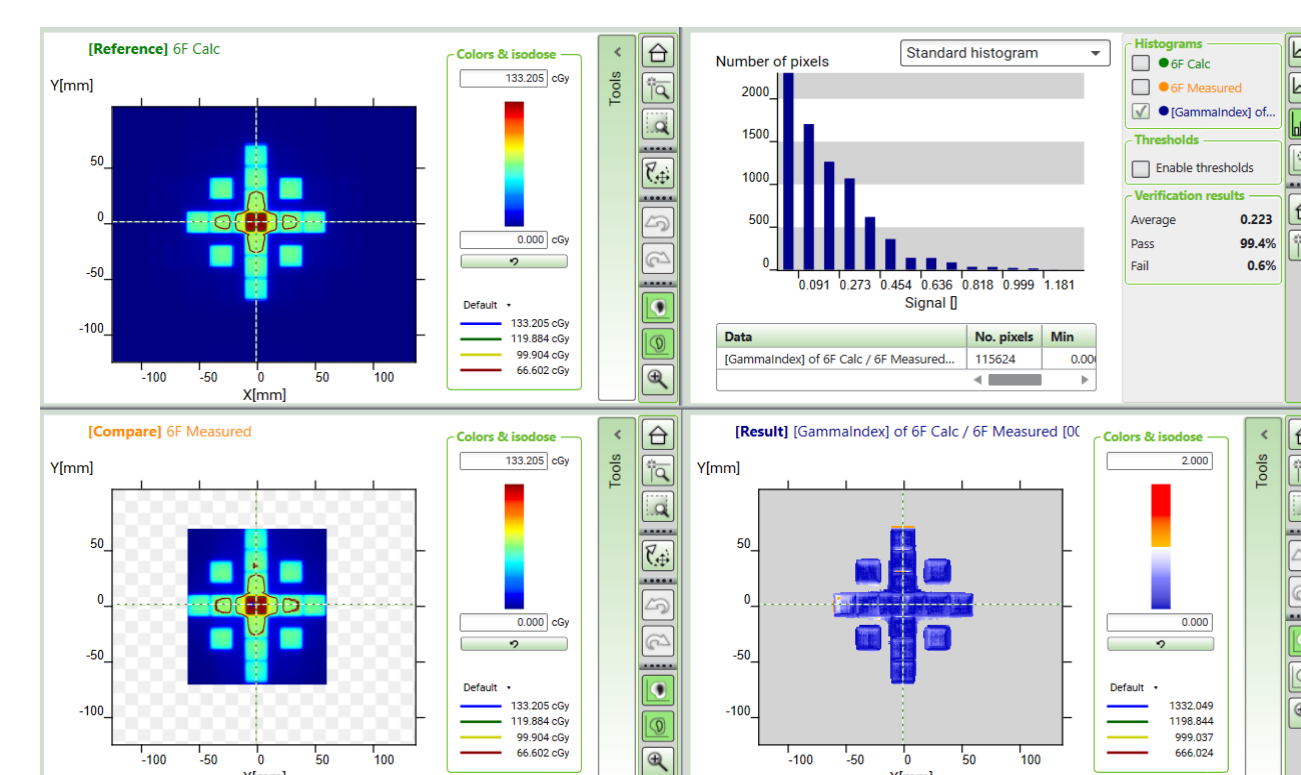 [Reference] 6F Calc
Y[mm]
50
0
-50
-100
-100 -50 0 50 100
X[mm]
Colors & isodose
133.205 cGy
0.000 cGy
Default
133.205 cGy
119.884 cGy
99.904 cGy
66.602 cGy
Tools
Number of pixels
Standard histogram
2000
1500
1000
500
0
0.091 0.273 0.454 0.636 0.818 0.999 1.181
Signal []
Data No. pixels Min
[GammaIndex] of 6F Calc / 6F Measured... 115624 0.00
Histograms
6F Calc
6F Measured
[GammaIndex] of...
Thresholds
Enable thresholds
Verification results
Average 0.223
Pass 99.4%
Fail 0.6%
[Compare] 6F Measured
Y[mm]
50
0
-50
-100
-100 -50 0 50 100
X[mm]
Colors & isodose
133.205 cGy
0.000 cGy
Default
133.205 cGy
119.884 cGy
99.904 cGy
66.602 cGy
Tools
[Result] [GammaIndex] of 6F Calc / 6F Measured
Y[mm]
50
0
-50
-100
-100 -50 0 50 100
X[mm]
Colors & isodose
2.000
0.000
Default
1332.049
1198.844
999.037
666.024
Tools